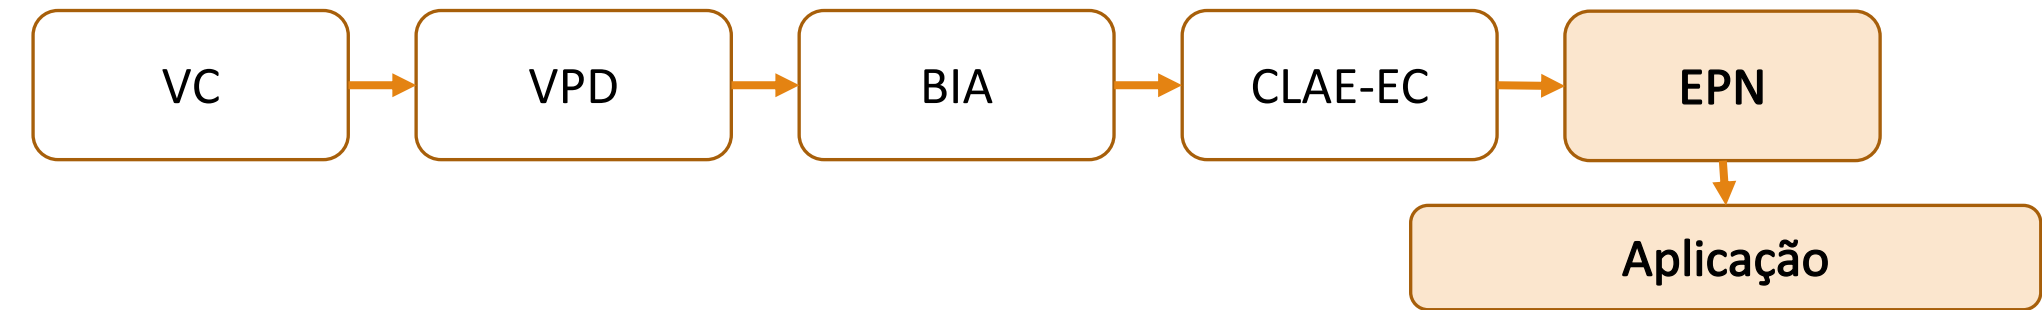 VC
VPD
BIA
CLAE-EC
EPN
Aplicação